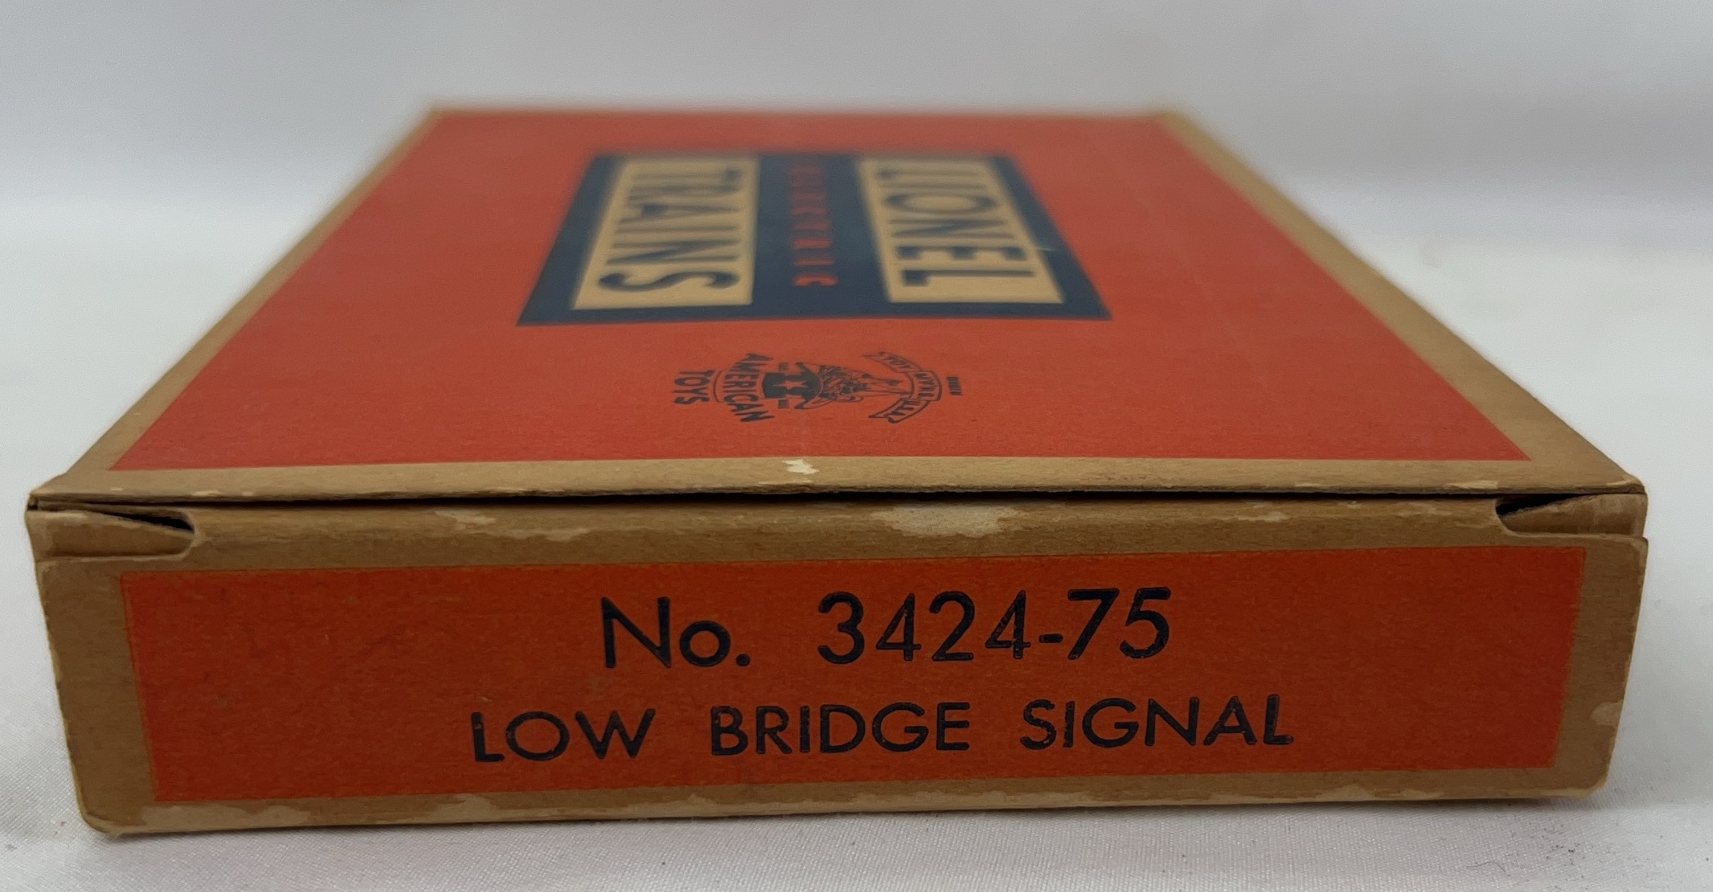 LIONEL
ELECTRIC
TRAINS
AMERICAN
TOYS
No. 3424-75
LOW BRIDGE SIGNAL